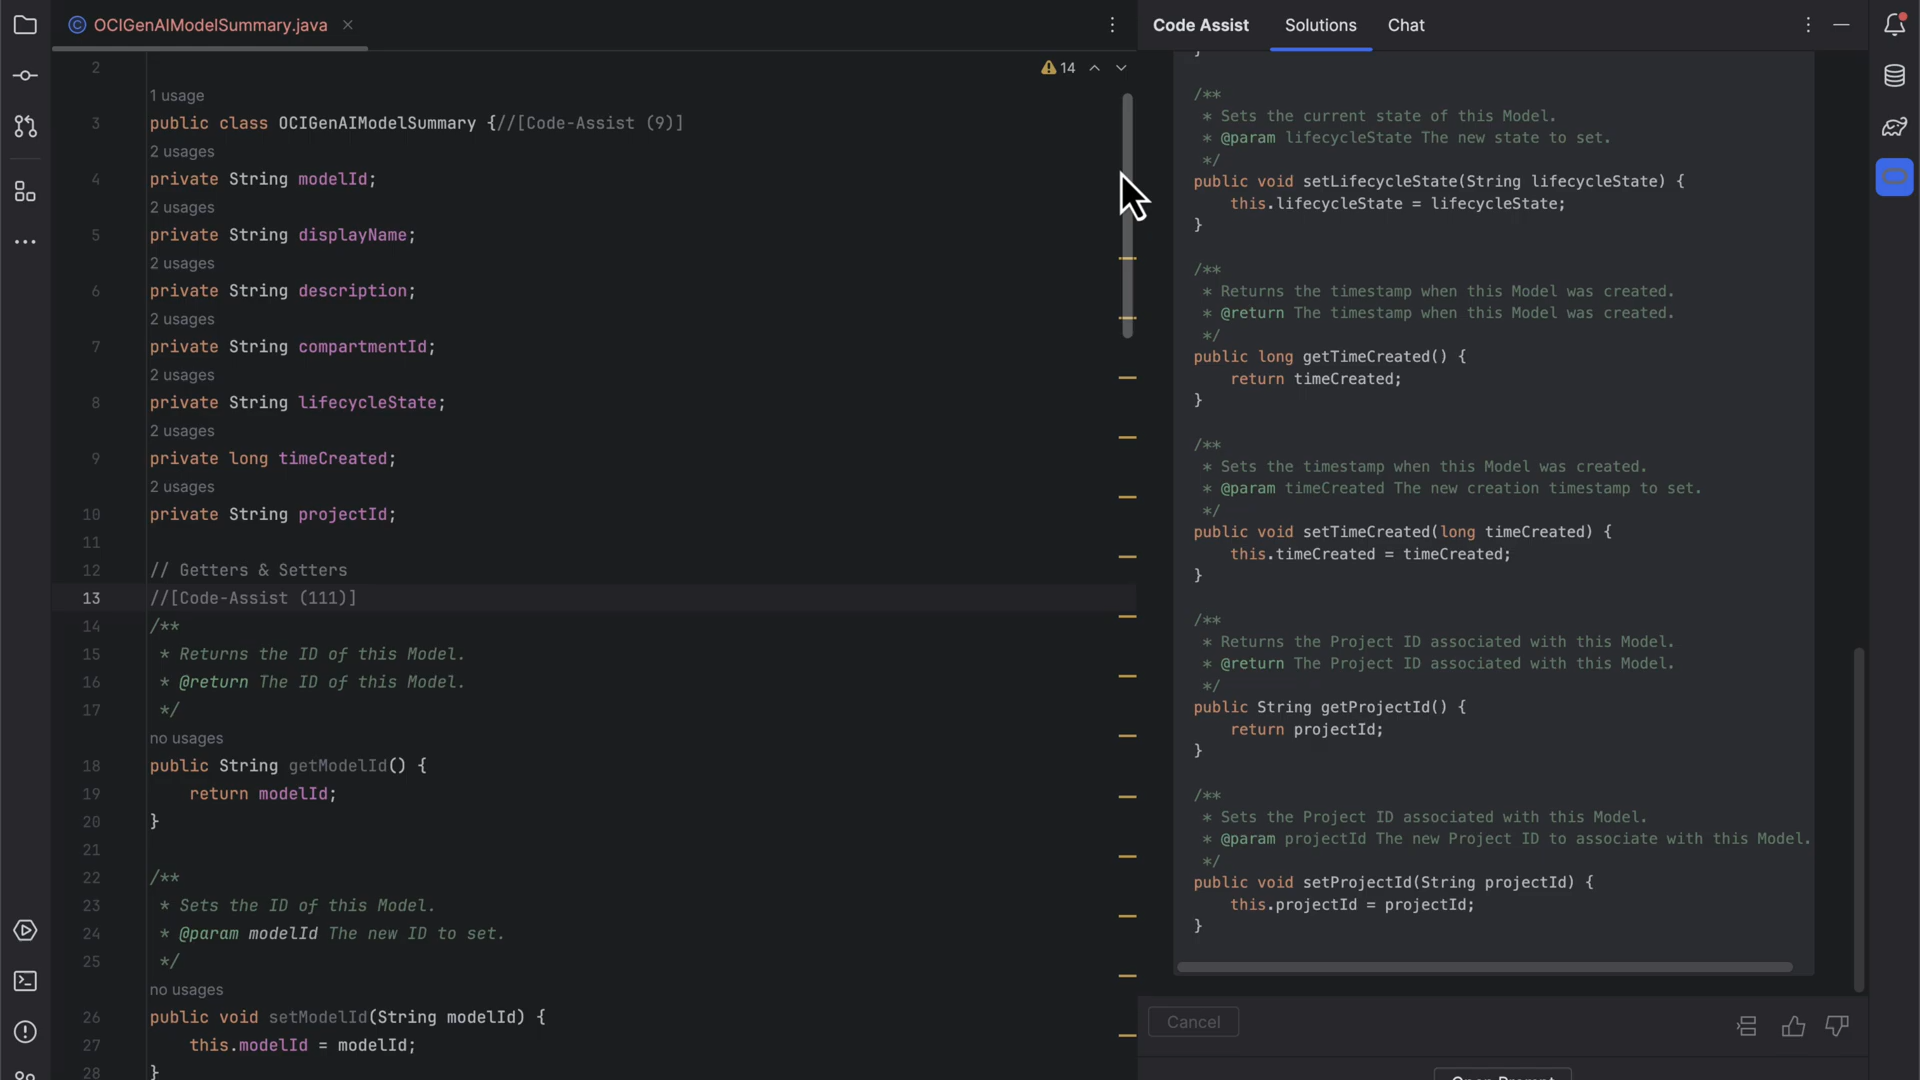 OCIGenAIModelSummary.java
14
2
1 usage
3 public class OCIGenAIModelSummary {//[Code-Assist (9)]
2 usages
4 private String modelId;
2 usages
5 private String displayName;
2 usages
6 private String description;
2 usages
7 private String compartmentId;
2 usages
8 private String lifecycleState;
2 usages
9 private long timeCreated;
2 usages
10 private String projectId;
11
12 // Getters & Setters
13 //[Code-Assist (111)]
14 /**
15 * Returns the ID of this Model.
16 * @return The ID of this Model.
17 */
no usages
18 public String getModelId() {
19 return modelId;
20 }
21
22 /**
23 * Sets the ID of this Model.
24 * @param modelId The new ID to set.
25 */
no usages
26 public void setModelId(String modelId) {
27 this.modelId = modelId;
28 }
Code Assist Solutions Chat
}
/**
* Sets the current state of this Model.
* @param lifecycleState The new state to set.
*/
public void setLifecycleState(String lifecycleState) {
this.lifecycleState = lifecycleState;
}
/**
* Returns the timestamp when this Model was created.
* @return The timestamp when this Model was created.
*/
public long getTimeCreated() {
return timeCreated;
}
/**
* Sets the timestamp when this Model was created.
* @param timeCreated The new creation timestamp to set.
*/
public void setTimeCreated(long timeCreated) {
this.timeCreated = timeCreated;
}
/**
* Returns the Project ID associated with this Model.
* @return The Project ID associated with this Model.
*/
public String getProjectId() {
return projectId;
}
/**
* Sets the Project ID associated with this Model.
* @param projectId The new Project ID to associate with this Model.
*/
public void setProjectId(String projectId) {
this.projectId = projectId;
}
Cancel
Open Prompt